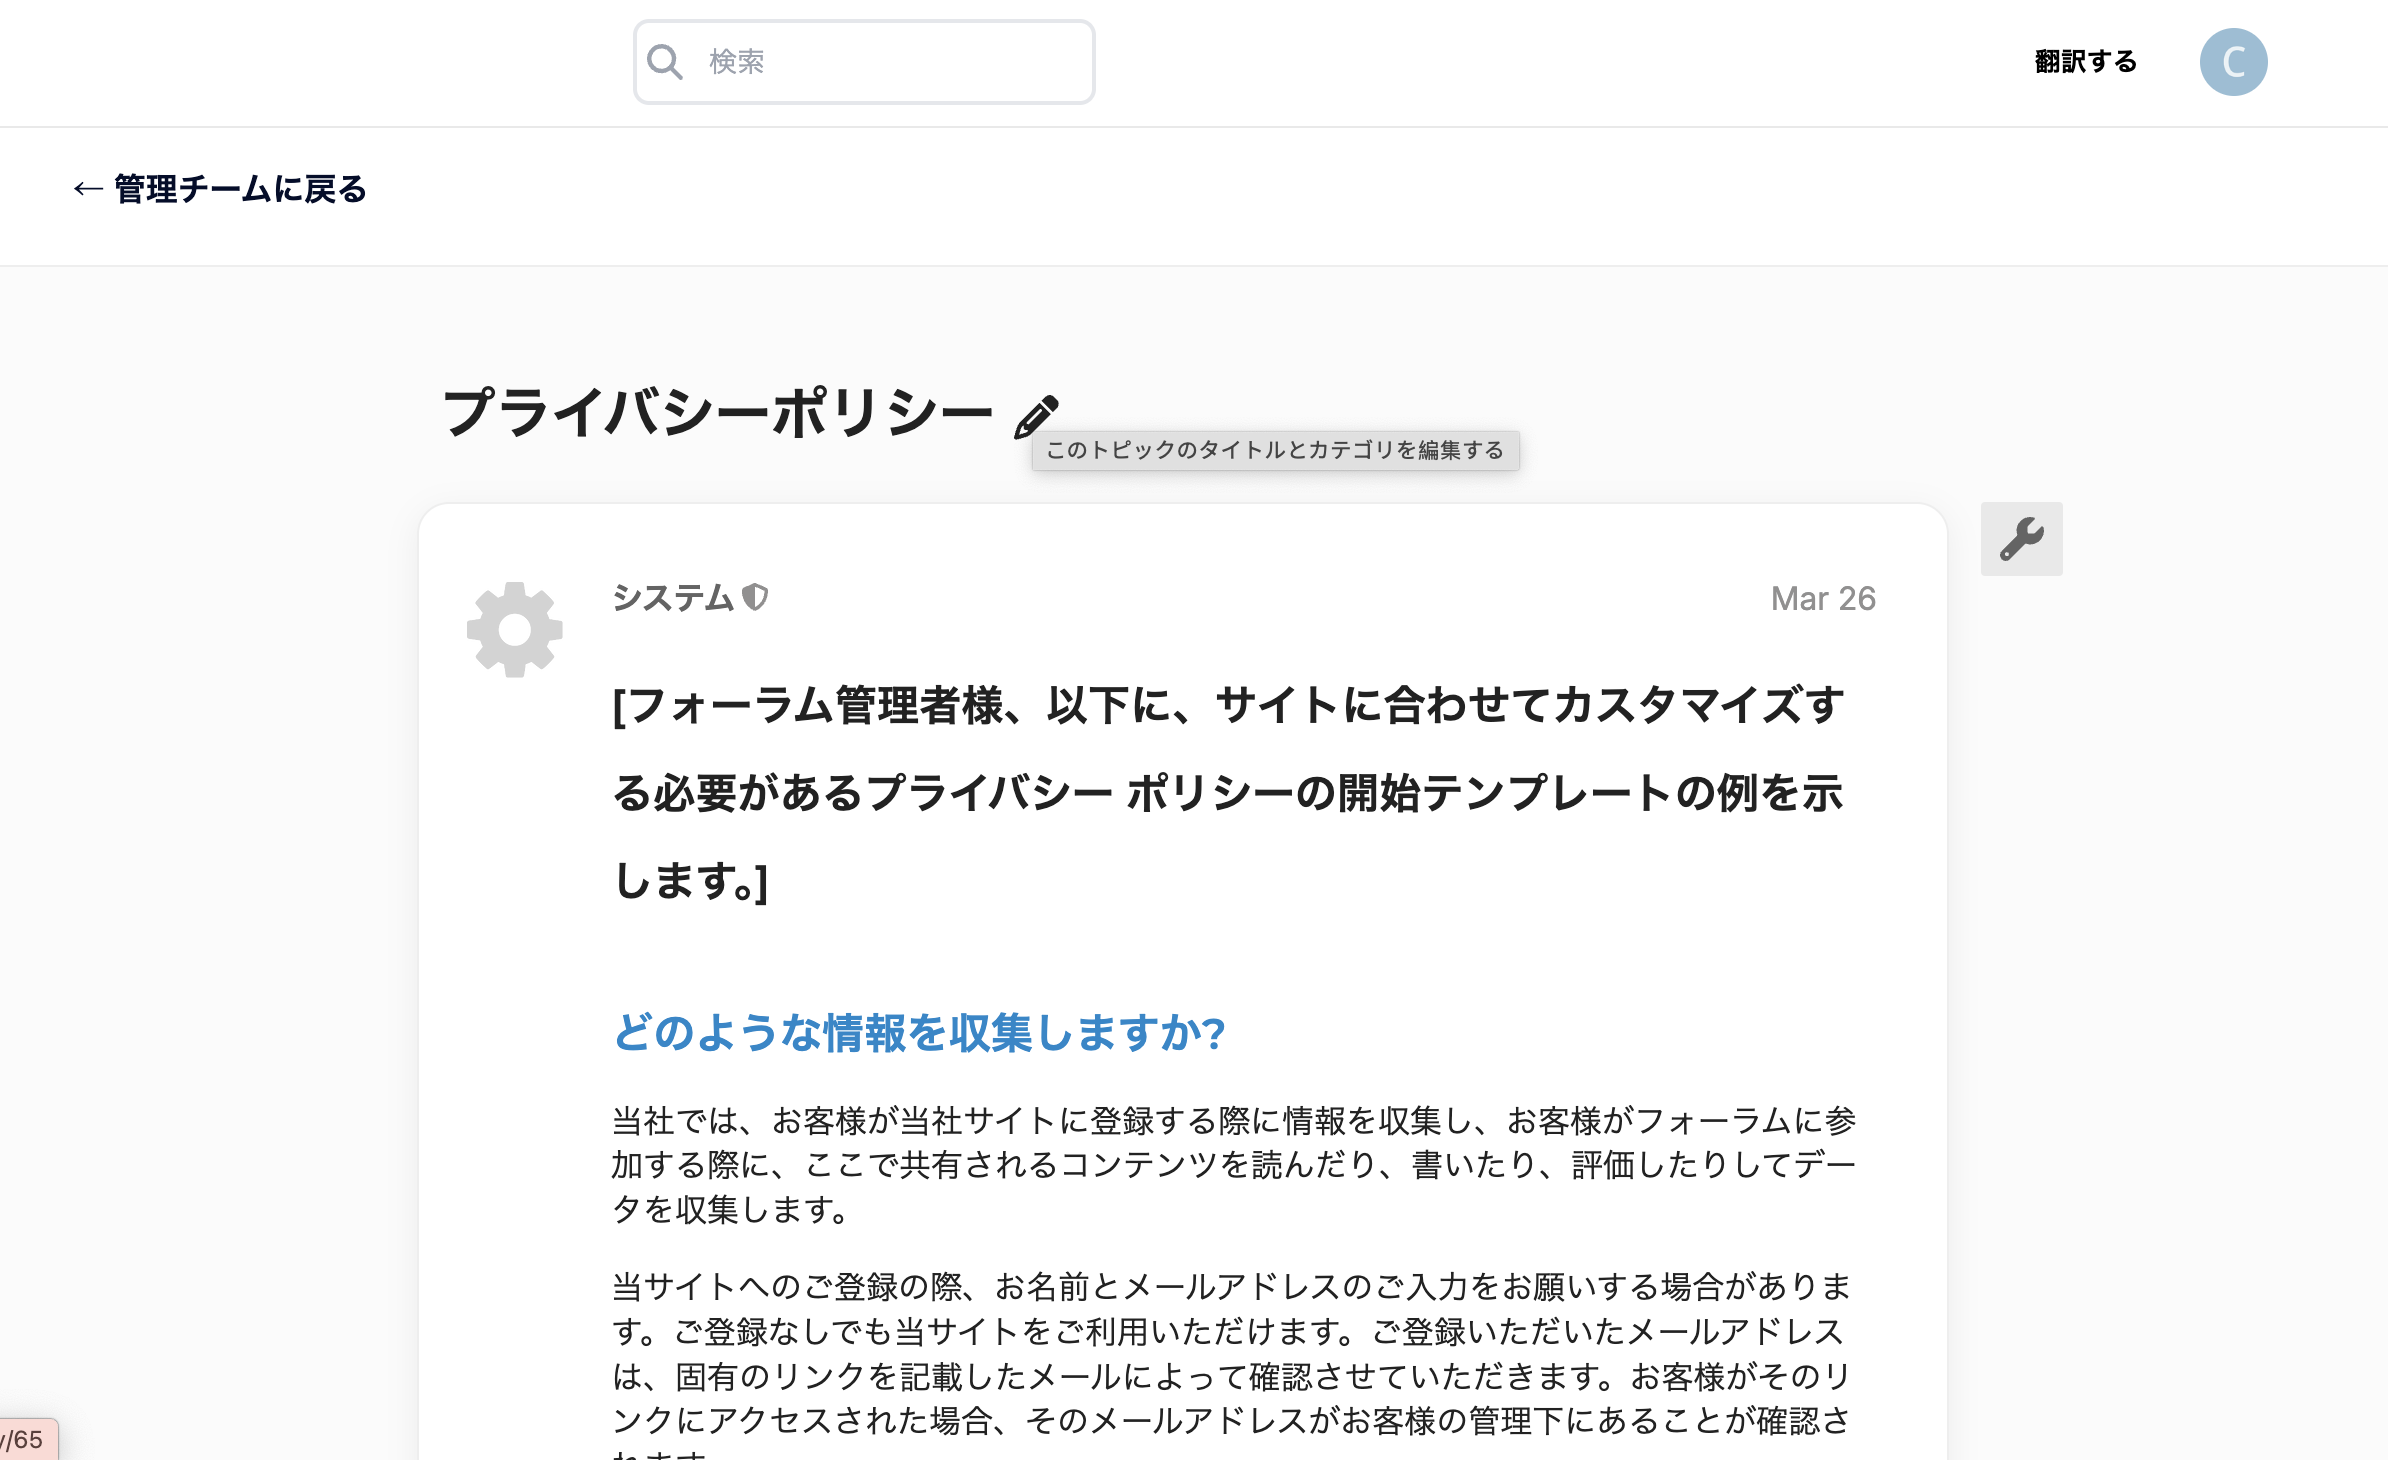 検索
翻訳する
C
← 管理チームに戻る
プライバシーポリシー
このトピックのタイトルとカテゴリを編集する
システム
Mar 26
[フォーラム管理者様、以下に、サイトに合わせてカスタマイズす
る必要があるプライバシー ポリシーの開始テンプレートの例を示
します。]
どのような情報を収集しますか?
当社では、お客様が当社サイトに登録する際に情報を収集し、お客様がフォーラムに参
加する際に、ここで共有されるコンテンツを読んだり、書いたり、評価したりしてデー
タを収集します。
当サイトへのご登録の際、お名前とメールアドレスのご入力をお願いする場合がありま
す。ご登録なしでも当サイトをご利用いただけます。ご登録いただいたメールアドレス
は、固有のリンクを記載したメールによって確認させていただきます。お客様がそのリ
ンクにアクセスされた場合、そのメールアドレスがお客様の管理下にあることが確認さ
y/65